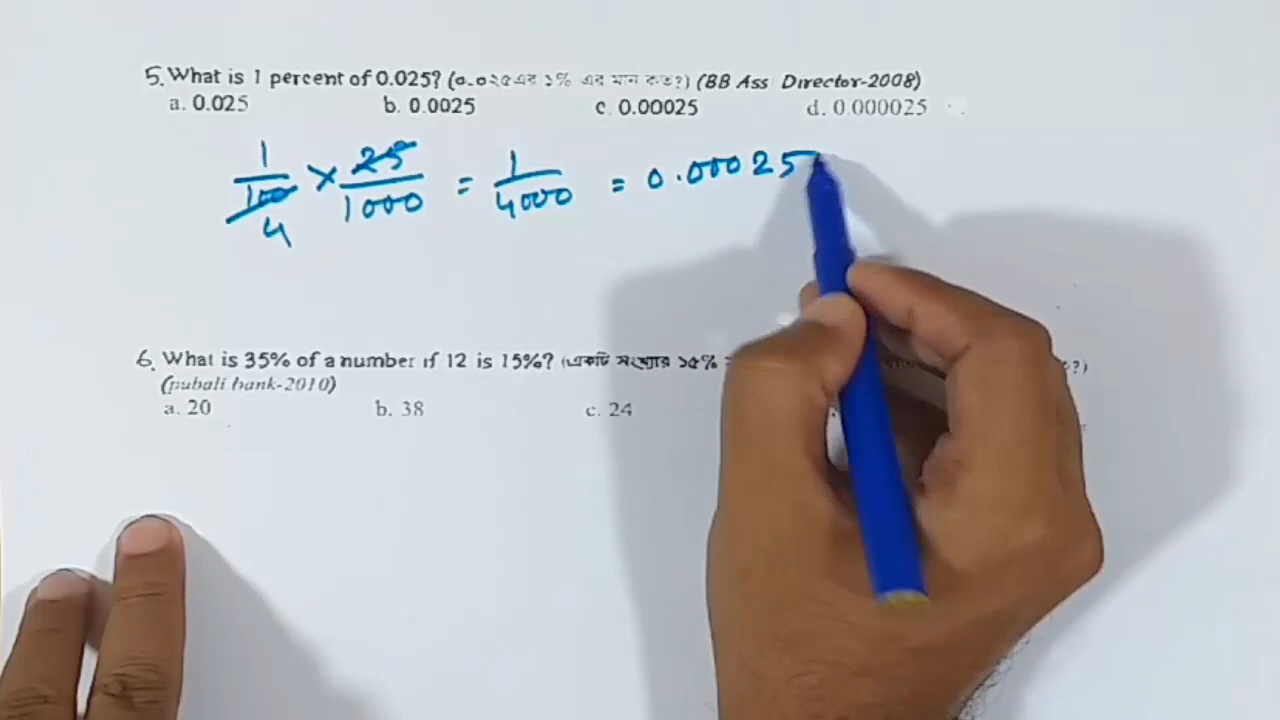 5. What is 1 percent of 0.025? (০.০২৫ এর ১% এর মান কত?) (BB Ass Director-2008)
a. 0.025 b. 0.0025 c. 0.00025 d. 0.000025
1/100 × 25/1000 = 1/4000 = 0.00025
4
6. What is 35% of a number if 12 is 15%? (একটি সংখ্যার ১৫% = ?)
(pubali bank-2010)
a. 20 b. 38 c. 24